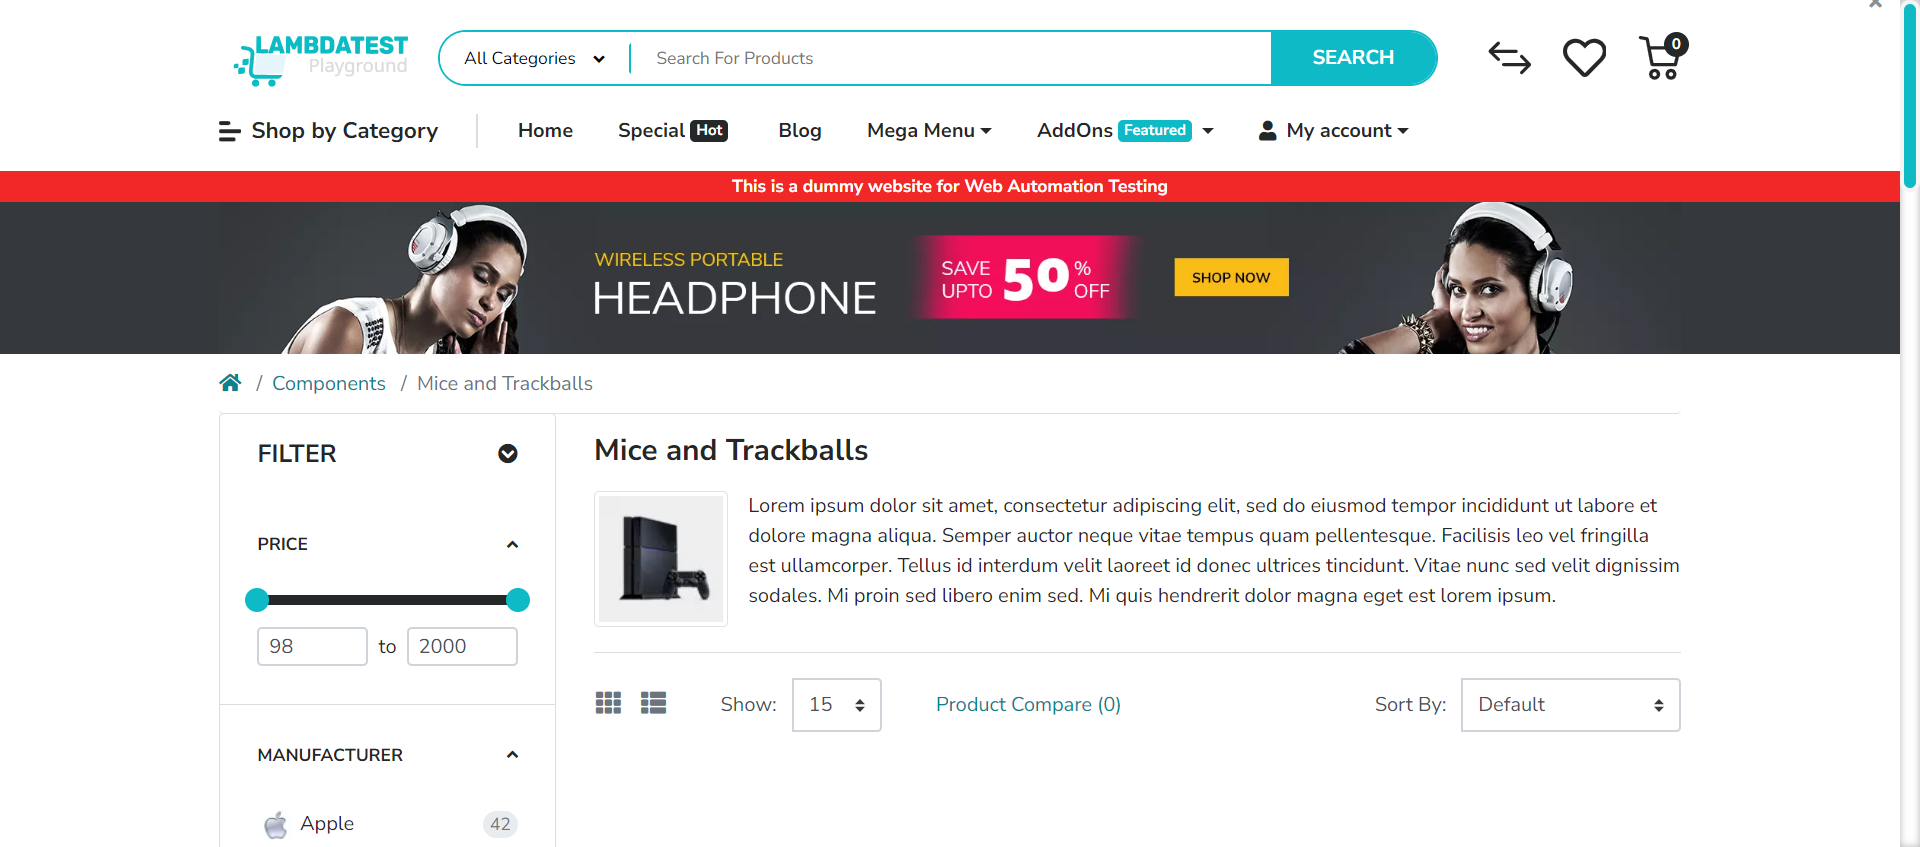 LAMBDATEST
Playground
All Categories
Search For Products
SEARCH
0
Shop by Category
Home
Special Hot
Blog
Mega Menu
AddOns Featured
My account
This is a dummy website for Web Automation Testing
WIRELESS PORTABLE
HEADPHONE
SAVE UPTO 50% OFF
SHOP NOW
/ Components / Mice and Trackballs
FILTER
PRICE
98 to 2000
MANUFACTURER
Apple 42
Mice and Trackballs
Lorem ipsum dolor sit amet, consectetur adipiscing elit, sed do eiusmod tempor incididunt ut labore et
dolore magna aliqua. Semper auctor neque vitae tempus quam pellentesque. Facilisis leo vel fringilla
est ullamcorper. Tellus id interdum velit laoreet id donec ultrices tincidunt. Vitae nunc sed velit dignissim
sodales. Mi proin sed libero enim sed. Mi quis hendrerit dolor magna eget est lorem ipsum.
Show: 15
Product Compare (0)
Sort By: Default